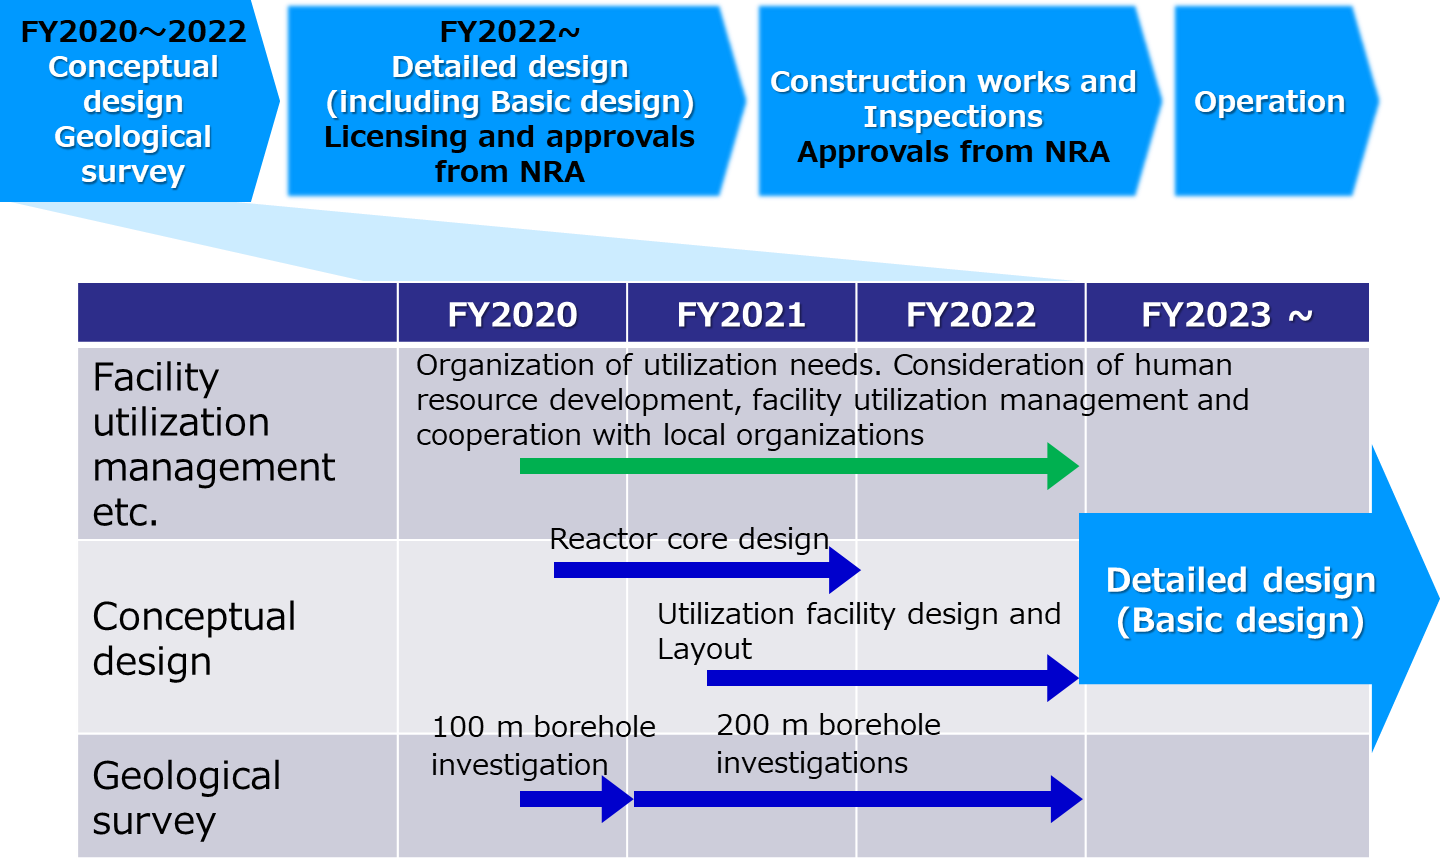 FY2020～2022
Conceptual
design
Geological
survey
FY2022~
Detailed design
(including Basic design)
Licensing and approvals
from NRA
Construction works and
Inspections
Approvals from NRA
Operation
FY2020
FY2021
FY2022
FY2023 ~
Facility
utilization
management
etc.
Organization of utilization needs. Consideration of human
resource development, facility utilization management and
cooperation with local organizations
Conceptual
design
Reactor core design
Utilization facility design and
Layout
Detailed design
(Basic design)
Geological
survey
100 m borehole
investigation
200 m borehole
investigations